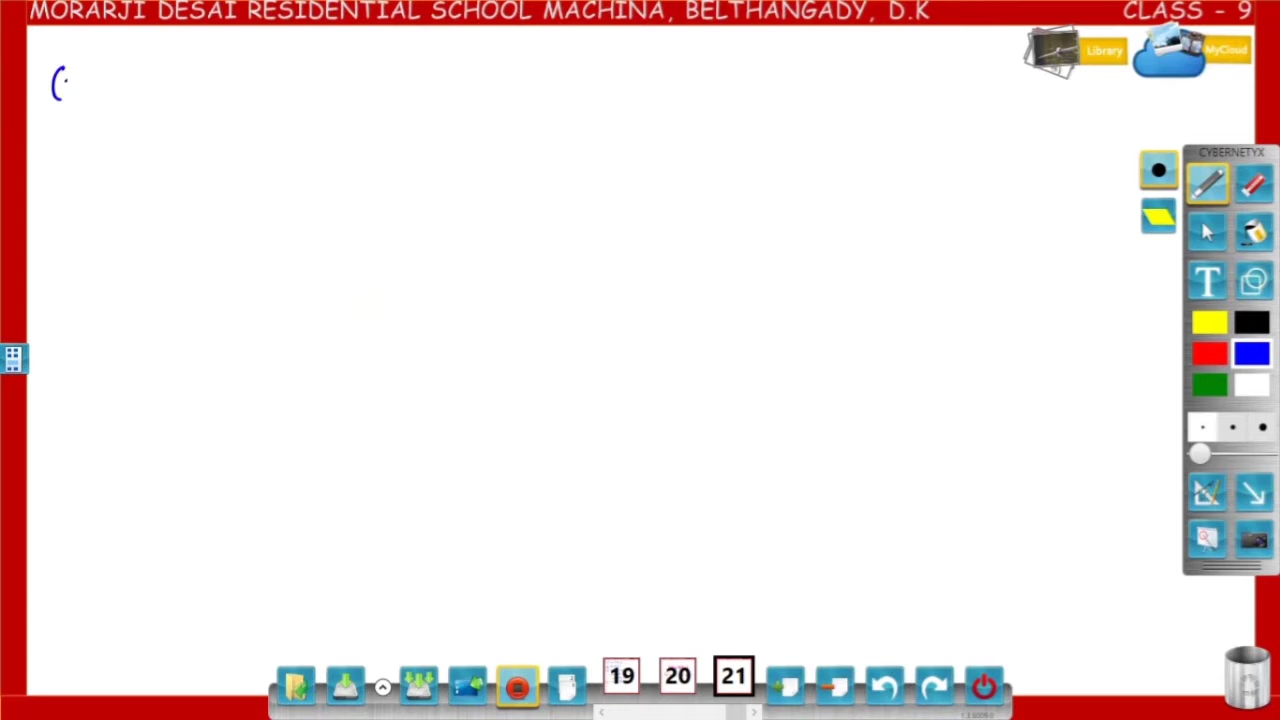 MORARJI DESAI RESIDENTIAL SCHOOL MACHINA, BELTHANGADY, D.K CLASS - 9
Library MyCloud
(
CYBERNETYX
T
19 20 21